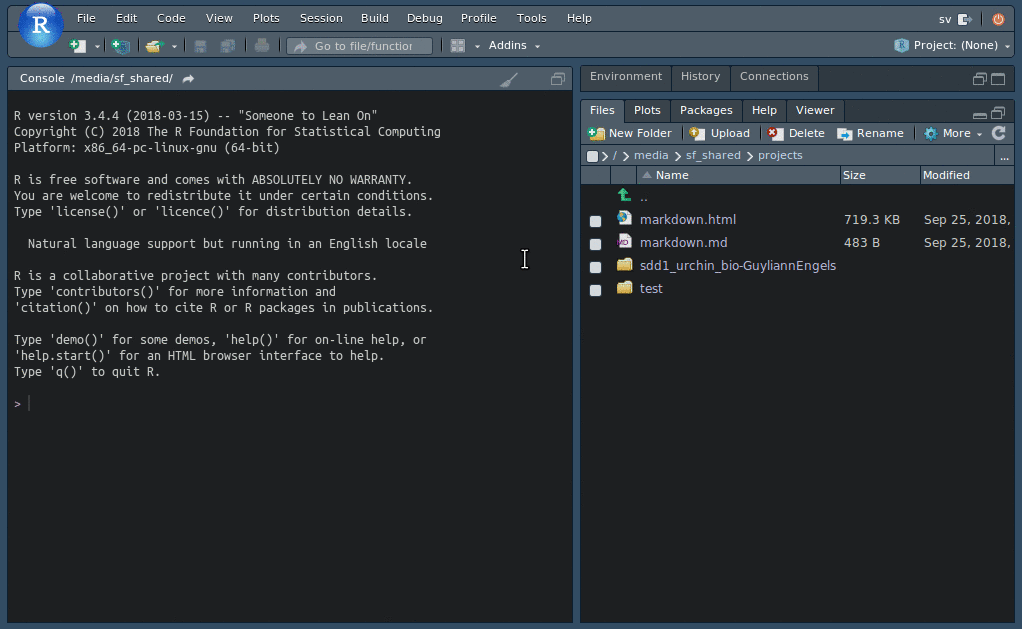 R
File Edit Code View Plots Session Build Debug Profile Tools Help
sv
Go to file/function
Addins
R Project: (None)
Console /media/sf_shared/
R version 3.4.4 (2018-03-15) -- "Someone to Lean On"
Copyright (C) 2018 The R Foundation for Statistical Computing
Platform: x86_64-pc-linux-gnu (64-bit)
R is free software and comes with ABSOLUTELY NO WARRANTY.
You are welcome to redistribute it under certain conditions.
Type 'license()' or 'licence()' for distribution details.
Natural language support but running in an English locale
R is a collaborative project with many contributors.
Type 'contributors()' for more information and
'citation()' on how to cite R or R packages in publications.
Type 'demo()' for some demos, 'help()' for on-line help, or
'help.start()' for an HTML browser interface to help.
Type 'q()' to quit R.
>
Environment History Connections
Files Plots Packages Help Viewer
New Folder Upload Delete Rename More
/ media sf_shared projects ...
Name Size Modified
..
markdown.html 719.3 KB Sep 25, 2018,
MD markdown.md 483 B Sep 25, 2018,
sdd1_urchin_bio-GuyliannEngels
test